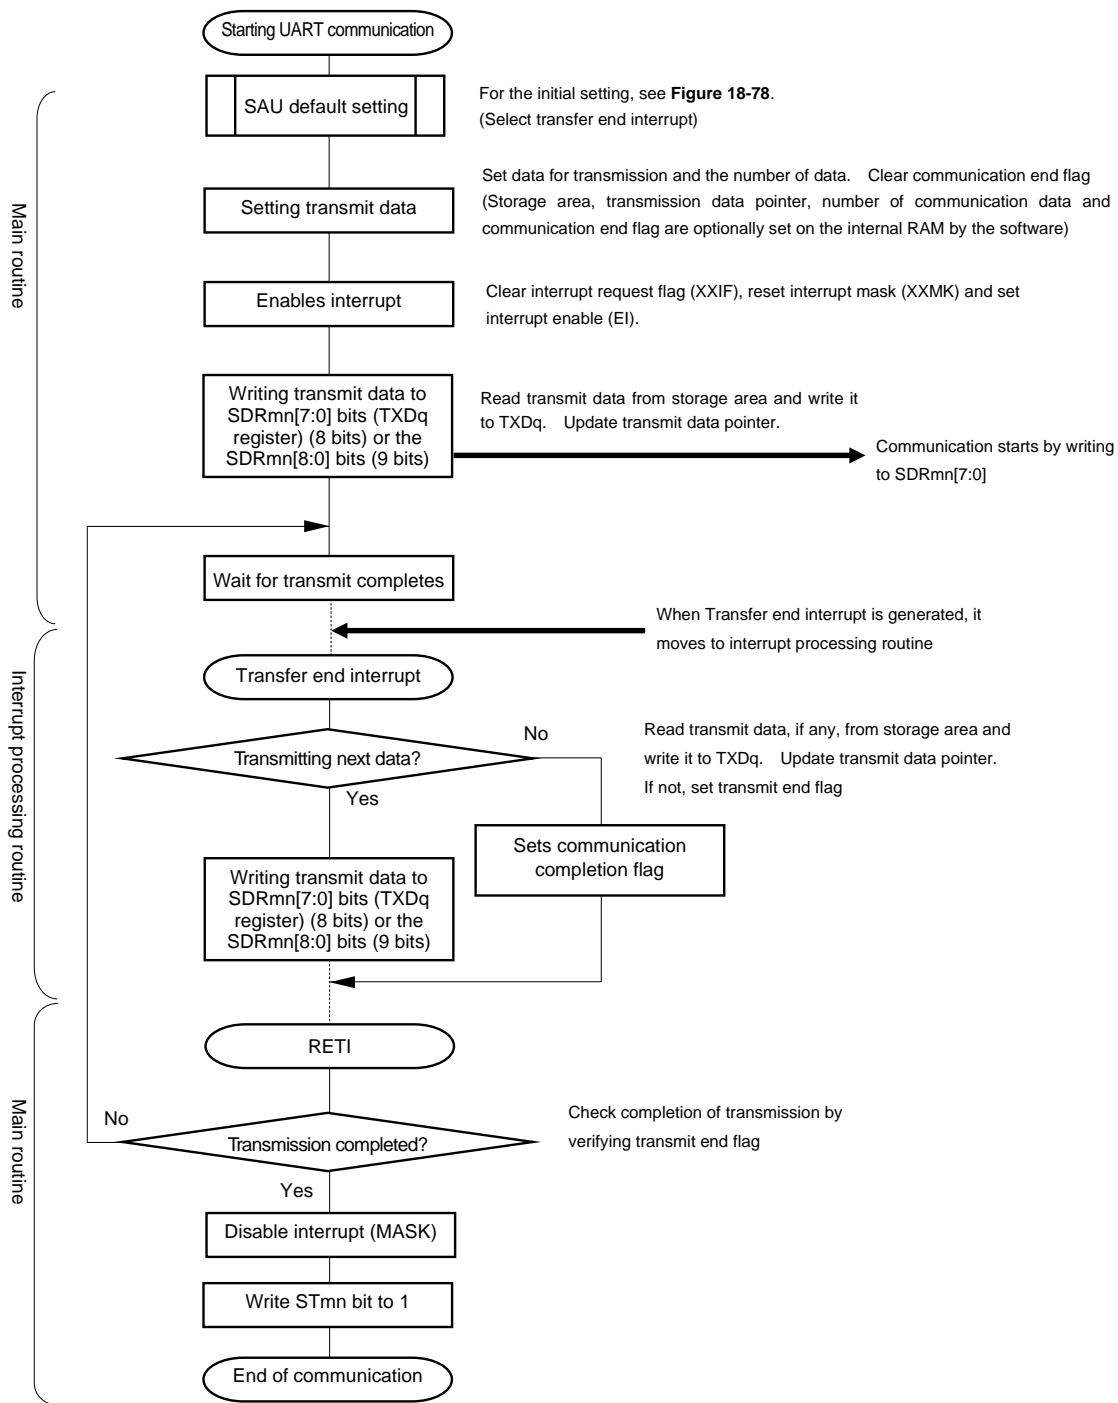 Starting UART communication
SAU default setting
For the initial setting, see Figure 18-78.
(Select transfer end interrupt)
Setting transmit data
Set data for transmission and the number of data. Clear communication end flag
(Storage area, transmission data pointer, number of communication data and
communication end flag are optionally set on the internal RAM by the software)
Main routine
Enables interrupt
Clear interrupt request flag (XXIF), reset interrupt mask (XXMK) and set
interrupt enable (EI).
Writing transmit data to
SDRmn[7:0] bits (TXDq
register) (8 bits) or the
SDRmn[8:0] bits (9 bits)
Read transmit data from storage area and write it
to TXDq. Update transmit data pointer.
Communication starts by writing
to SDRmn[7:0]
Wait for transmit completes
When Transfer end interrupt is generated, it
moves to interrupt processing routine
Transfer end interrupt
Interrupt processing routine
Transmitting next data?
No
Yes
Read transmit data, if any, from storage area and
write it to TXDq. Update transmit data pointer.
If not, set transmit end flag
Sets communication
completion flag
Writing transmit data to
SDRmn[7:0] bits (TXDq
register) (8 bits) or the
SDRmn[8:0] bits (9 bits)
RETI
Main routine
No
Transmission completed?
Yes
Check completion of transmission by
verifying transmit end flag
Disable interrupt (MASK)
Write STmn bit to 1
End of communication